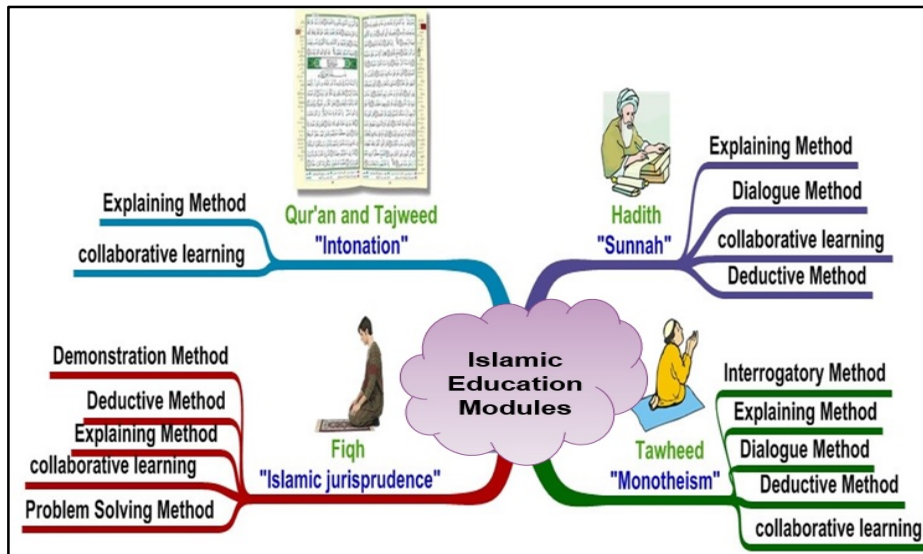 Qur'an and Tajweed
"Intonation"
Explaining Method
collaborative learning
Hadith
"Sunnah"
Explaining Method
Dialogue Method
collaborative learning
Deductive Method
Islamic
Education
Modules
Fiqh
"Islamic jurisprudence"
Demonstration Method
Deductive Method
Explaining Method
collaborative learning
Problem Solving Method
Tawheed
"Monotheism"
Interrogatory Method
Explaining Method
Dialogue Method
Deductive Method
collaborative learning